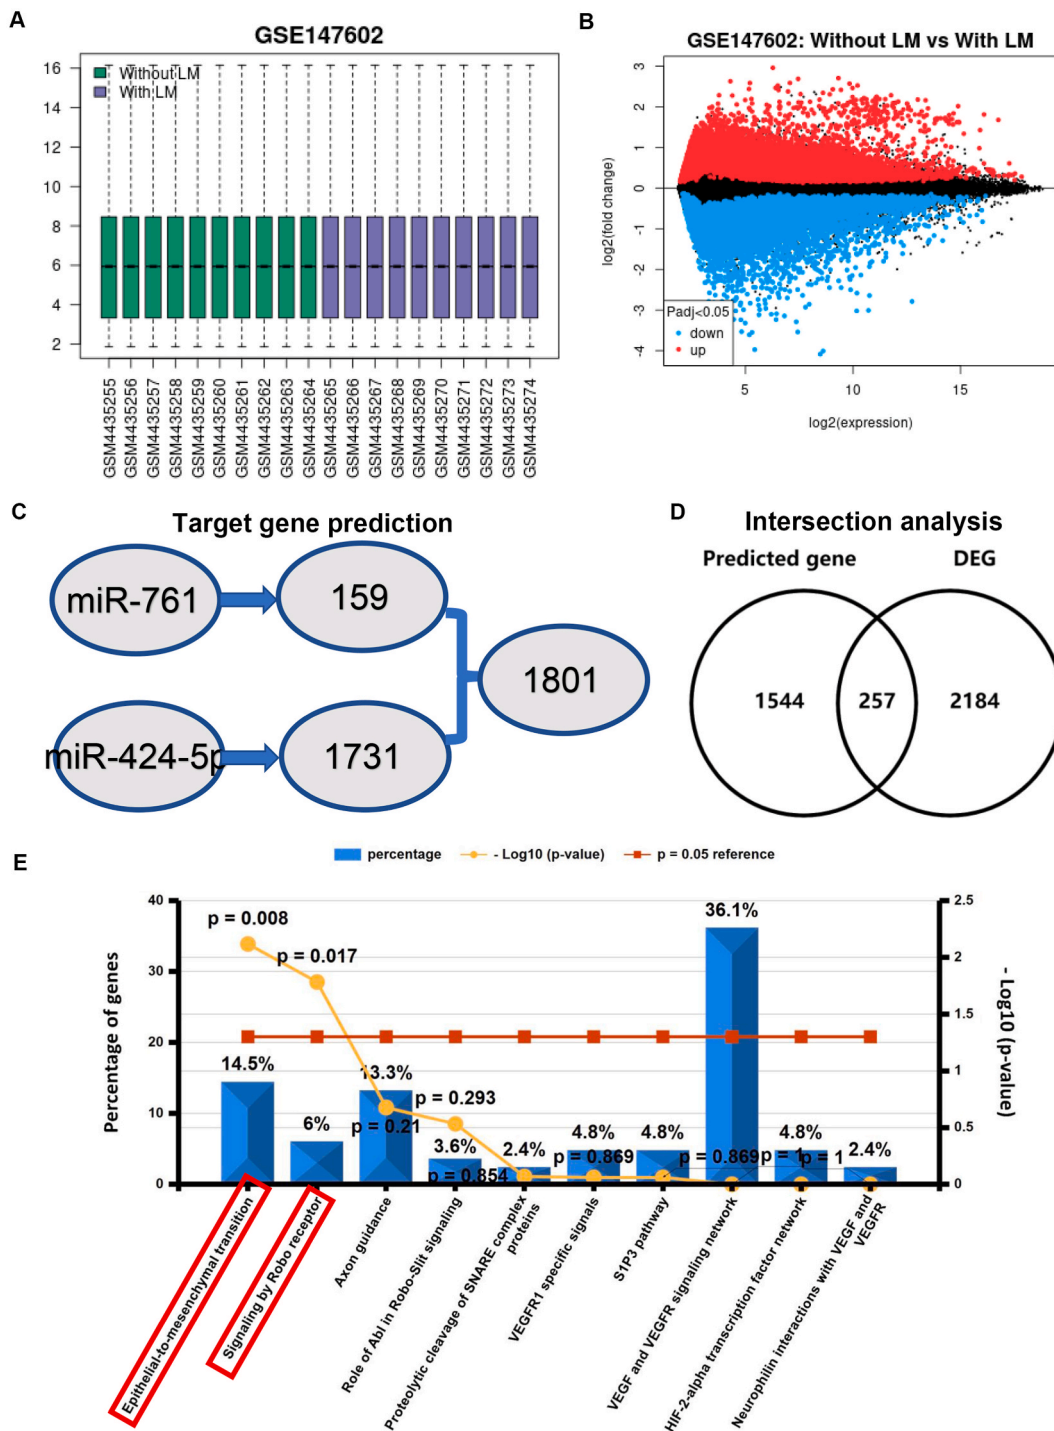 A
GSE147602
Without LM
With LM
16
14
12
10
8
6
4
2
GSM4435255
GSM4435256
GSM4435257
GSM4435258
GSM4435259
GSM4435260
GSM4435261
GSM4435262
GSM4435263
GSM4435264
GSM4435265
GSM4435266
GSM4435267
GSM4435268
GSM4435269
GSM4435270
GSM4435271
GSM4435272
GSM4435273
GSM4435274
B
GSE147602: Without LM vs With LM
log2(fold change)
3
2
1
0
-1
-2
-3
-4
Padj<0.05
down
up
5
10
15
log2(expression)
C
Target gene prediction
miR-761
159
1801
miR-424-5p
1731
D
Intersection analysis
Predicted gene
DEG
1544
257
2184
E
percentage
- Log10 (p-value)
p = 0.05 reference
Percentage of genes
40
30
20
10
0
2.5
2
1.5
1
0.5
0
- Log10 (p-value)
p = 0.008
p = 0.017
p = 0.21
p = 0.293
p = 0.854
p = 0.869
p = 0.869
p = 1
p = 1
14.5%
6%
13.3%
3.6%
2.4%
4.8%
4.8%
36.1%
4.8%
2.4%
Epithelial-to-mesenchymal transition
Signaling by Robo receptor
Axon guidance
Role of Abl in Robo-Slit signaling
Proteolytic cleavage of SNARE complex
proteins
VEGFR1 specific signals
S1P3 pathway
VEGF and VEGFR signaling network
HIF-2-alpha transcription factor network
Neurophilin interactions with VEGF and
VEGFR